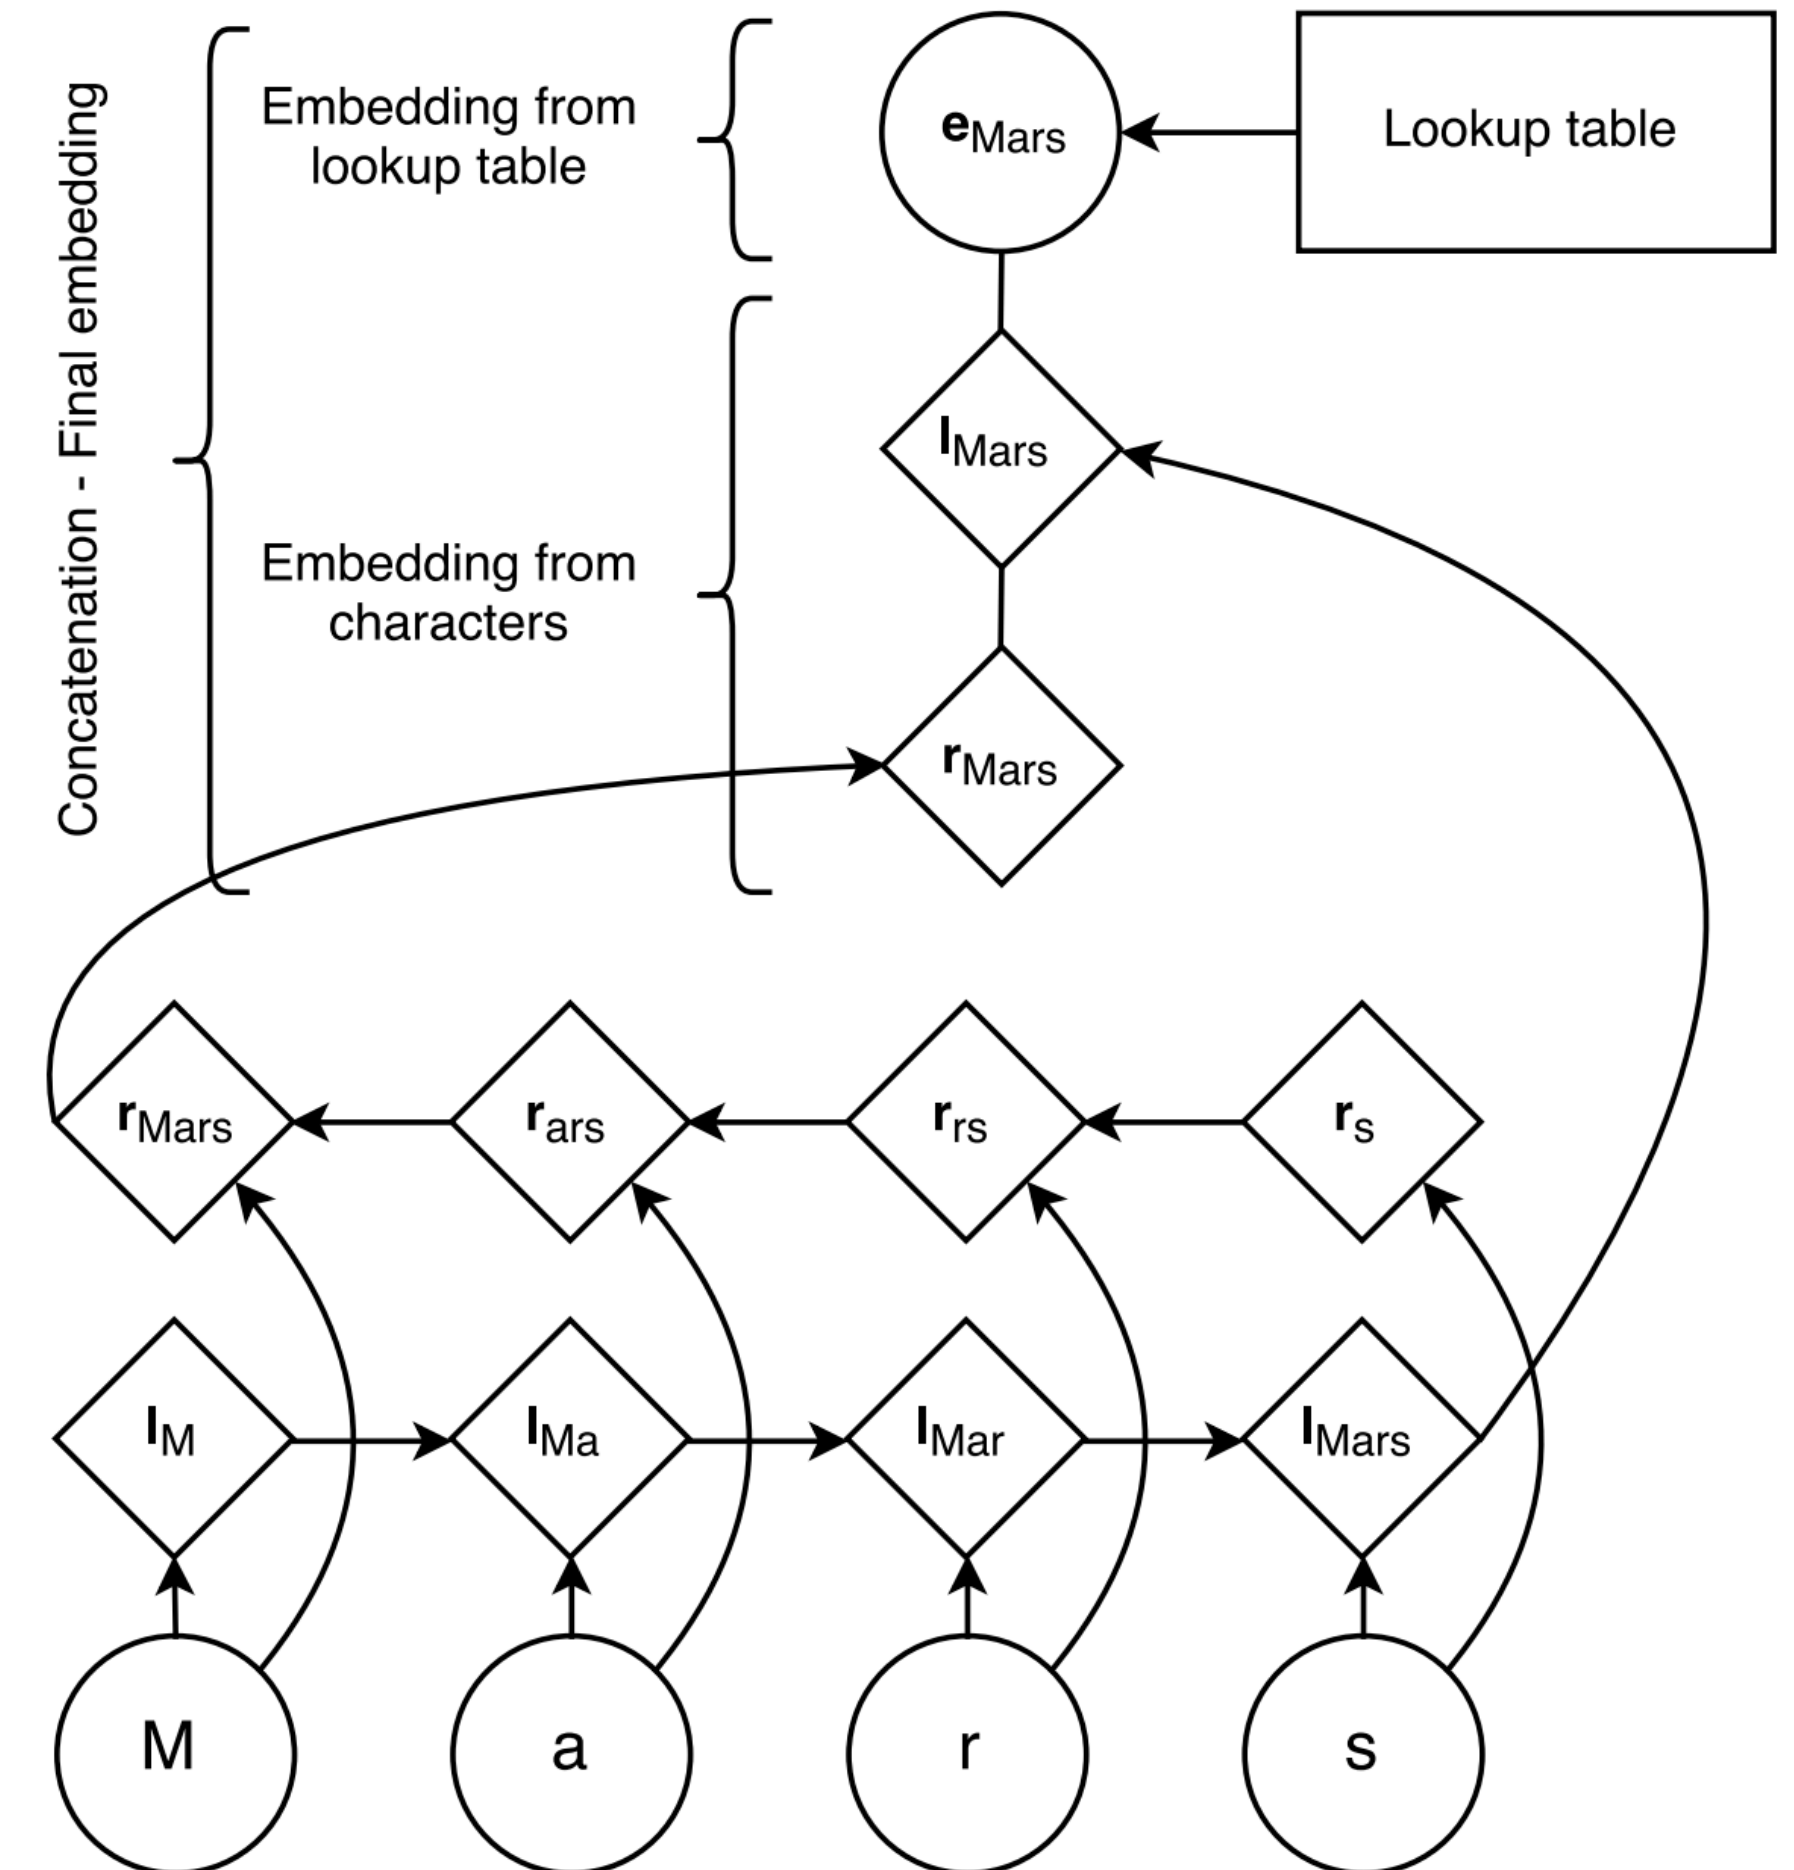 Concatenation - Final embedding
Embedding from
lookup table
eMars
Lookup table
lMars
Embedding from
characters
rMars
rMars
rars
rrs
rs
lM
lMa
lMar
lMars
M
a
r
s